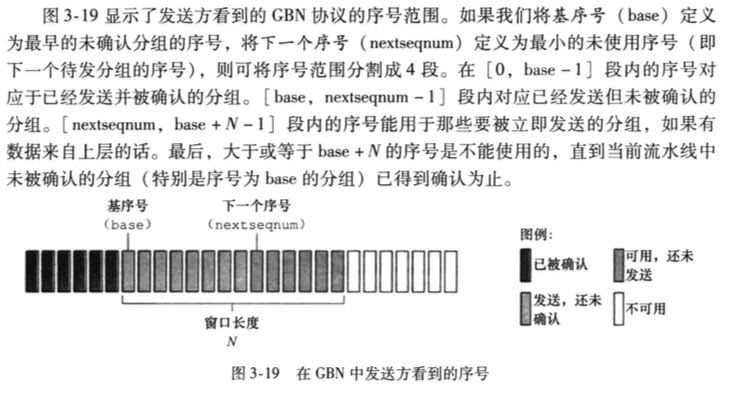 图 3-19 显示了发送方看到的 GBN 协议的序号范围。如果我们将基序号（base）定义
为最早的未确认分组的序号，将下一个序号（nextseqnum）定义为最小的未使用序号（即
下一个待发分组的序号），则可将序号范围分割成 4 段。在［0，base－1］段内的序号对
应于已经发送并被确认的分组。［base，nextseqnum－1］段内对应已经发送但未被确认的
分组。［nextseqnum，base＋N－1］段内的序号能用于那些要被立即发送的分组，如果有
数据来自上层的话。最后，大于或等于 base＋N 的序号是不能使用的，直到当前流水线中
未被确认的分组（特别是序号为 base 的分组）已得到确认为止。
基序号
（base）
下一个序号
（nextseqnum）
窗口长度
N
图例：
已被确认
可用，还未
发送
发送，还未
确认
不可用
图 3-19 在 GBN 中发送方看到的序号